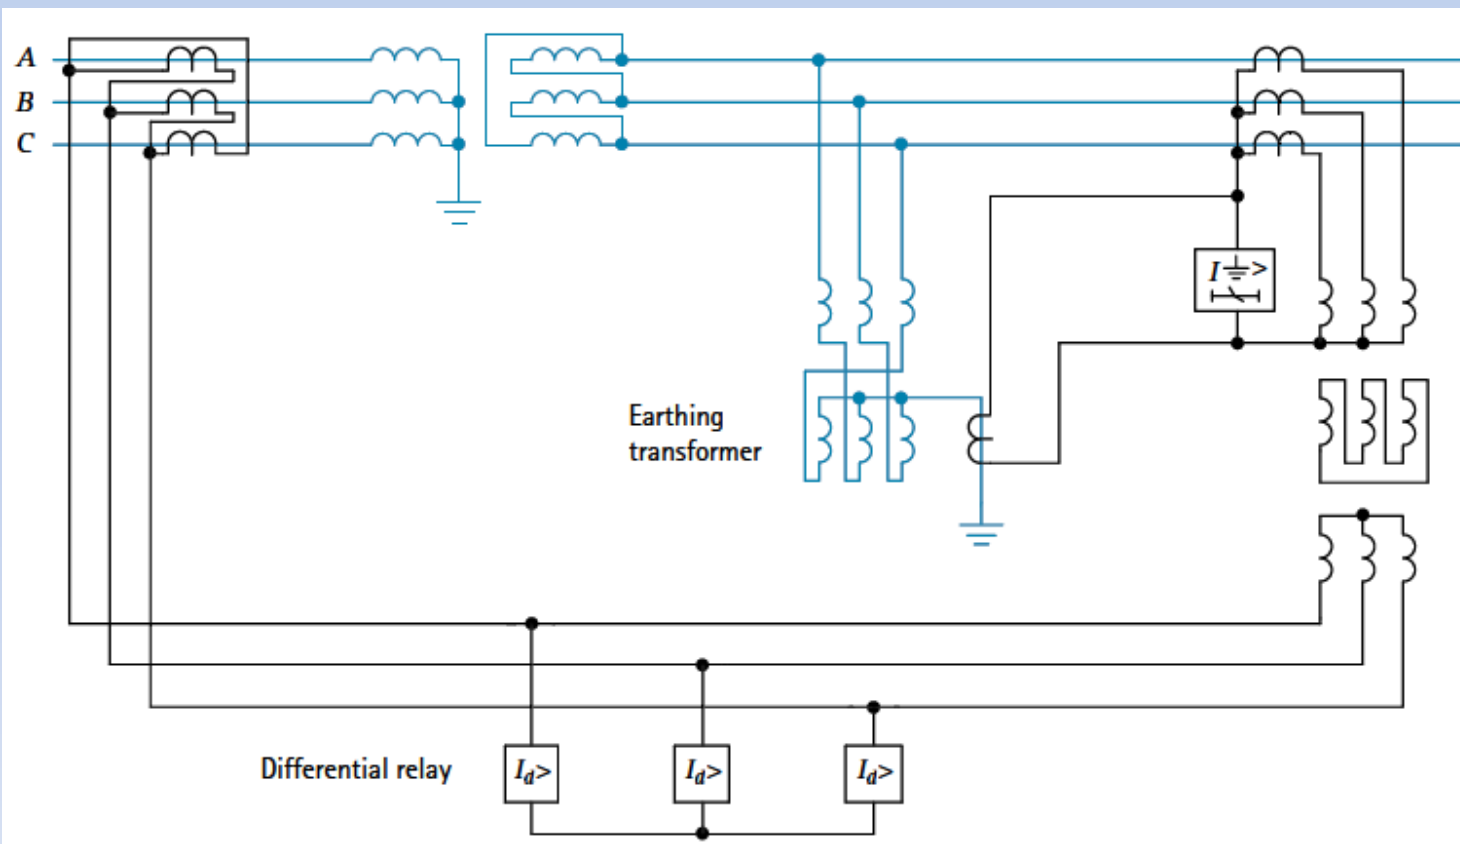 A
B
C
I >
Earthing
transformer
Differential relay
Id>
Id>
Id>